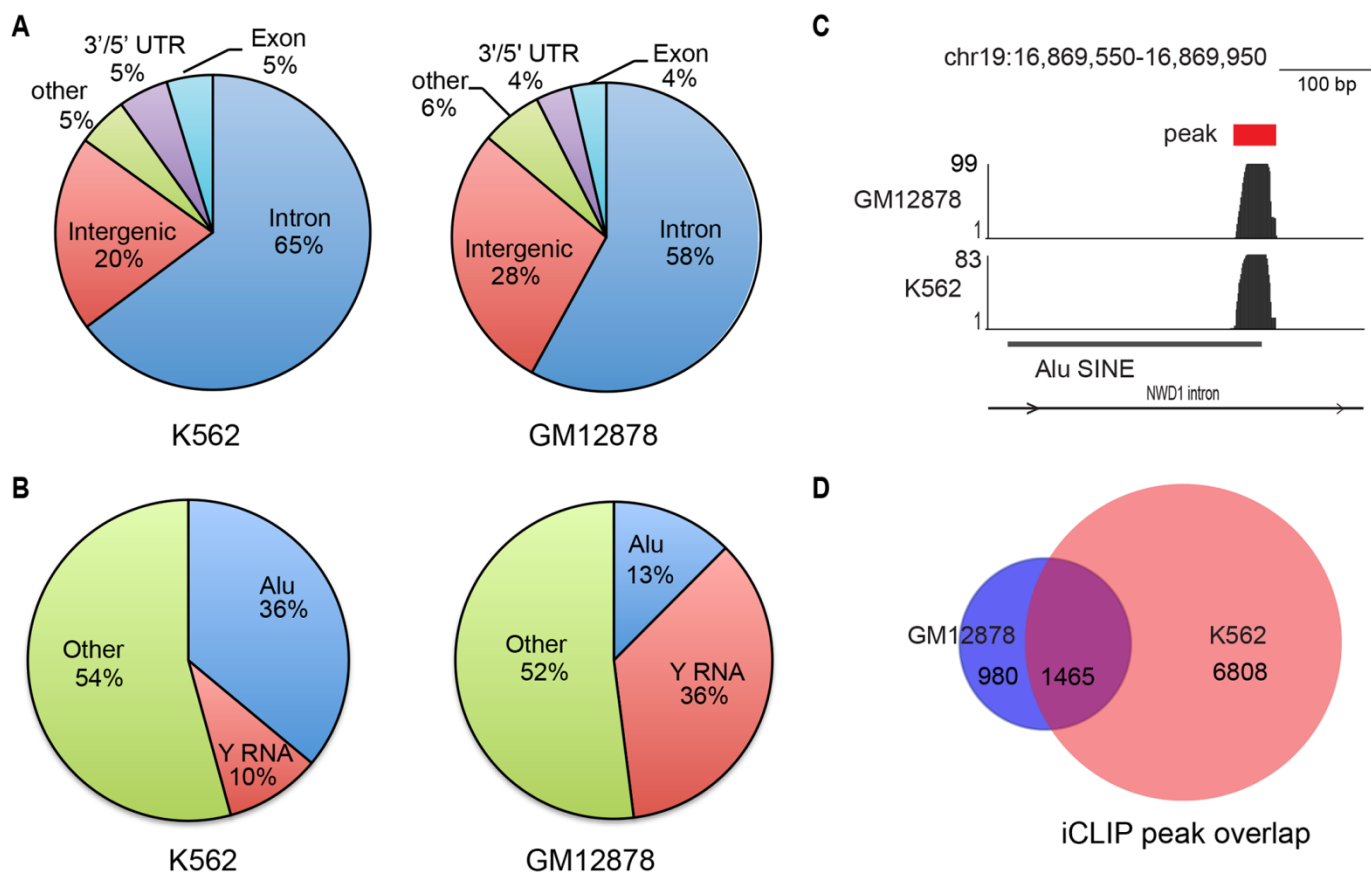 A
3’/5’ UTR
5%
Exon
5%
other
5%
Intergenic
20%
Intron
65%
K562
3'/5' UTR
4%
Exon
4%
other
6%
Intergenic
28%
Intron
58%
GM12878
B
Alu
36%
Other
54%
Y RNA
10%
K562
Alu
13%
Other
52%
Y RNA
36%
GM12878
C
chr19:16,869,550-16,869,950
100 bp
peak
99
GM12878
1
83
K562
1
Alu SINE
NWD1 intron
D
GM12878
980
1465
K562
6808
iCLIP peak overlap